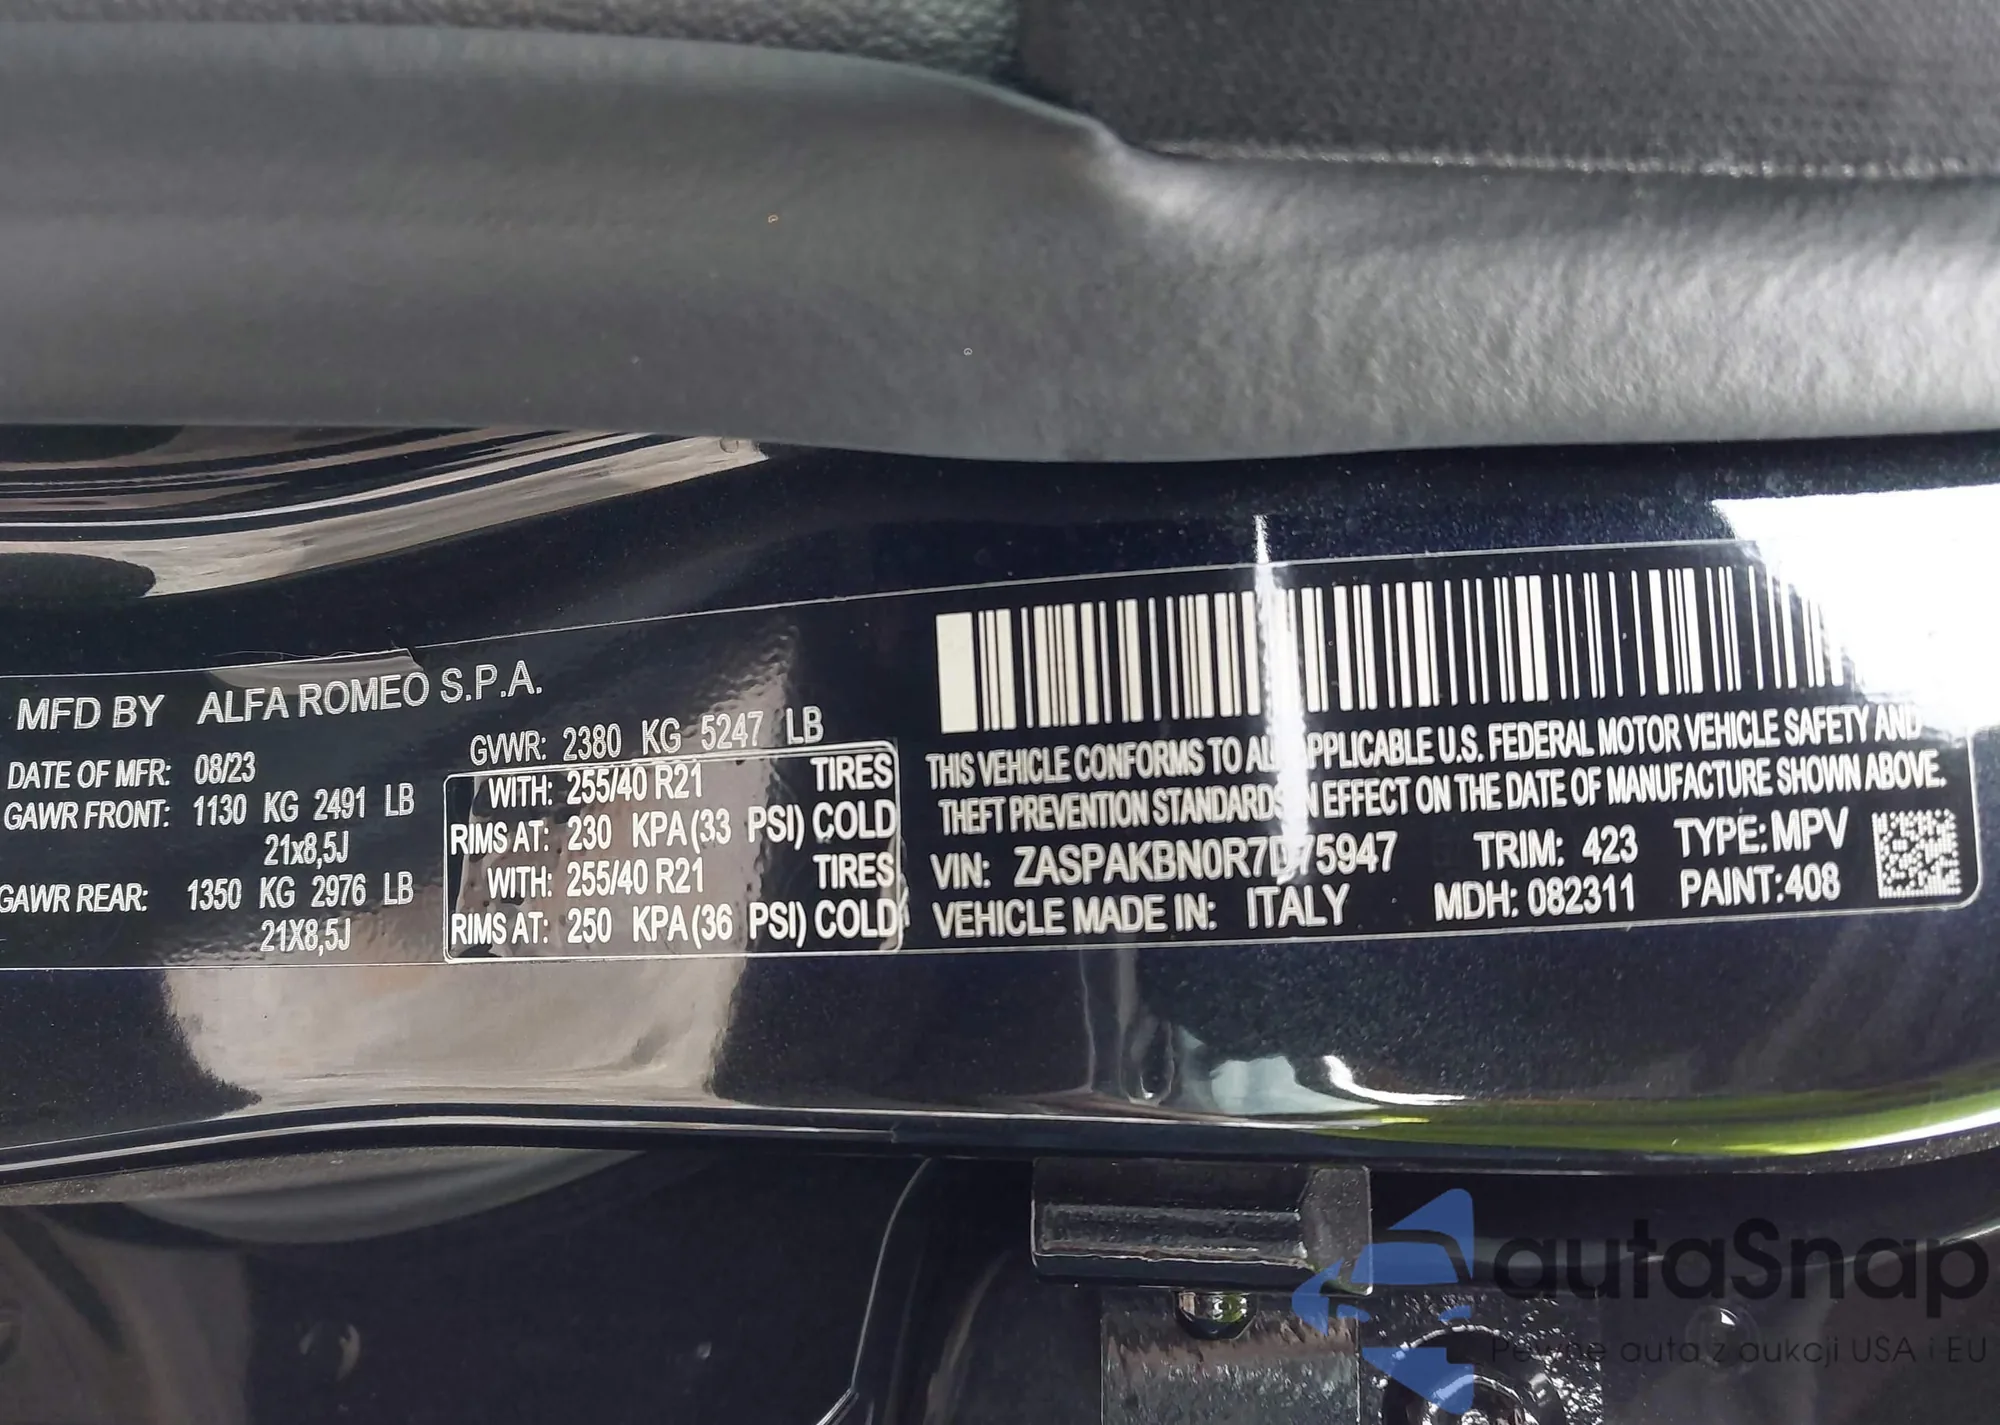 MFD BY ALFA ROMEO S.P.A.
DATE OF MFR: 08/23
GVWR: 2380 KG 5247 LB
GAWR FRONT: 1130 KG 2491 LB
21x8,5J
WITH: 255/40 R21 TIRES
RIMS AT: 230 KPA (33 PSI) COLD
GAWR REAR: 1350 KG 2976 LB
21X8,5J
WITH: 255/40 R21 TIRES
RIMS AT: 250 KPA (36 PSI) COLD
THIS VEHICLE CONFORMS TO ALL APPLICABLE U.S. FEDERAL MOTOR VEHICLE SAFETY AND
THEFT PREVENTION STANDARDS IN EFFECT ON THE DATE OF MANUFACTURE SHOWN ABOVE.
VIN: ZASPAKBN0R7D75947 TRIM: 423 TYPE: MPV
VEHICLE MADE IN: ITALY MDH: 082311 PAINT: 408
autaSnap
Pewne auta z aukcji USA i EU